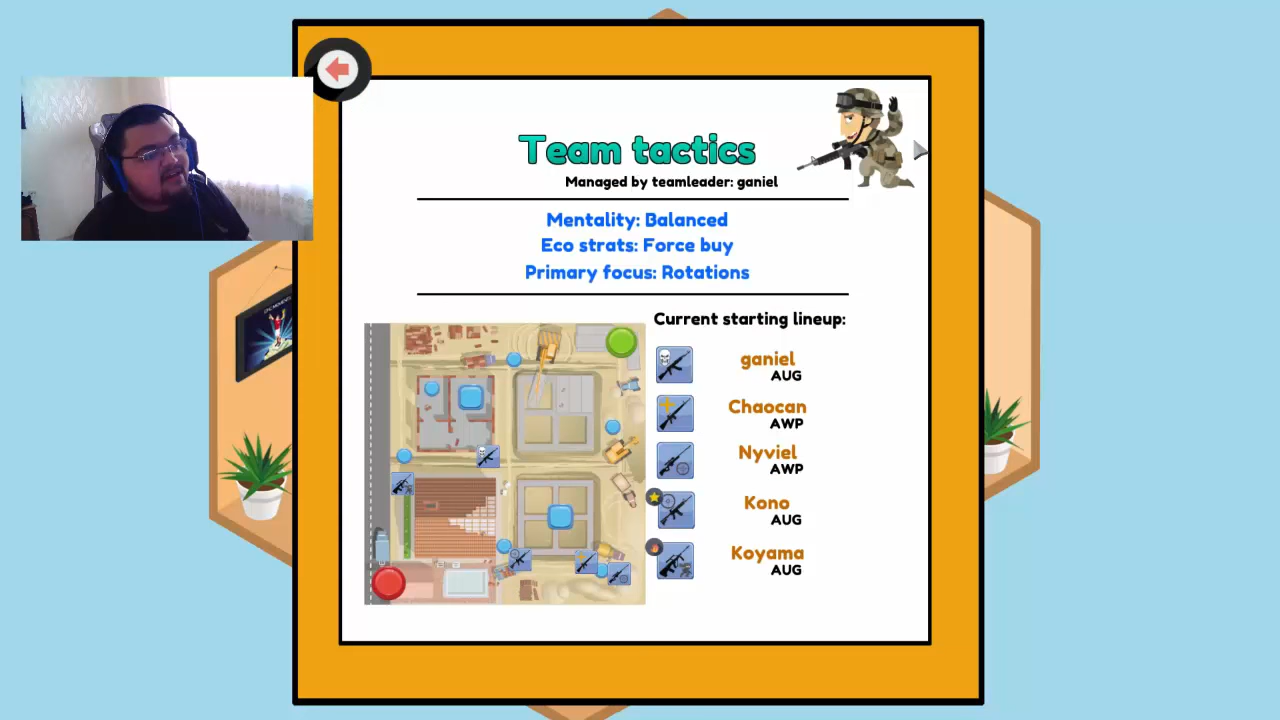 Team tactics
Managed by teamleader: ganiel
Mentality: Balanced
Eco strats: Force buy
Primary focus: Rotations
Current starting lineup:
ganiel
AUG
Chaocan
AWP
Nyviel
AWP
Kono
AUG
Koyama
AUG